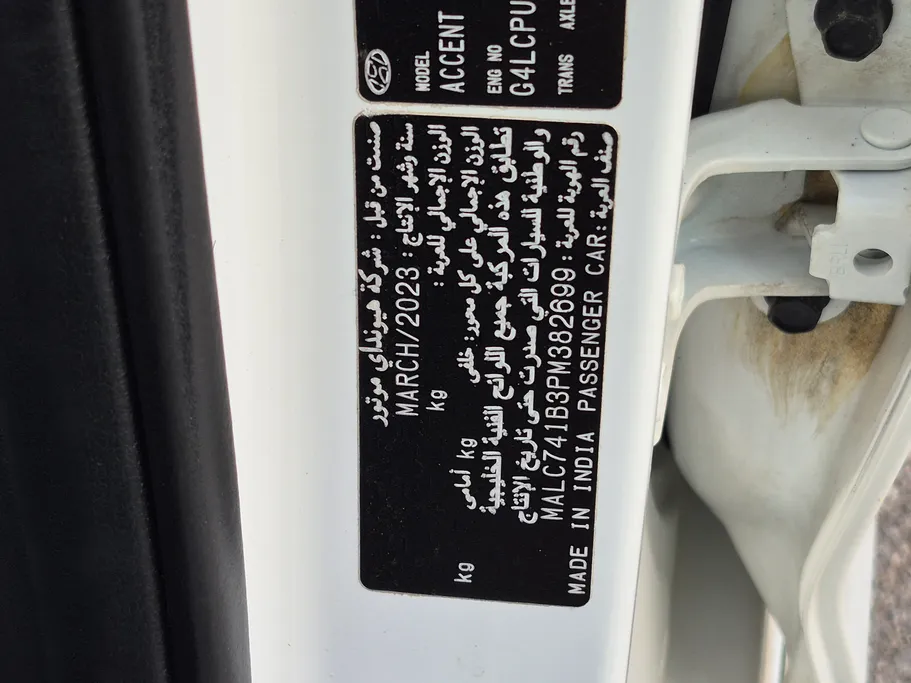 MODEL
ACCENT
ENG NO
G4LCPU
TRANS AXLE
صنعت من قبل : شركة هيونداي موتور
سنة وشهر الإنتاج : MARCH/2023
الوزن الإجمالي للعربة : kg
الوزن الإجمالي على كل محور: خلفي kg أمامى kg
تطابق هذه المركبة جميع اللوائح الفنية الخليجية
والوطنية للسيارات التي صدرت حتى تاريخ الإنتاج
رقم الهوية للعربة : MALC741B3PM382699
صنف العربة: MADE IN INDIA PASSENGER CAR